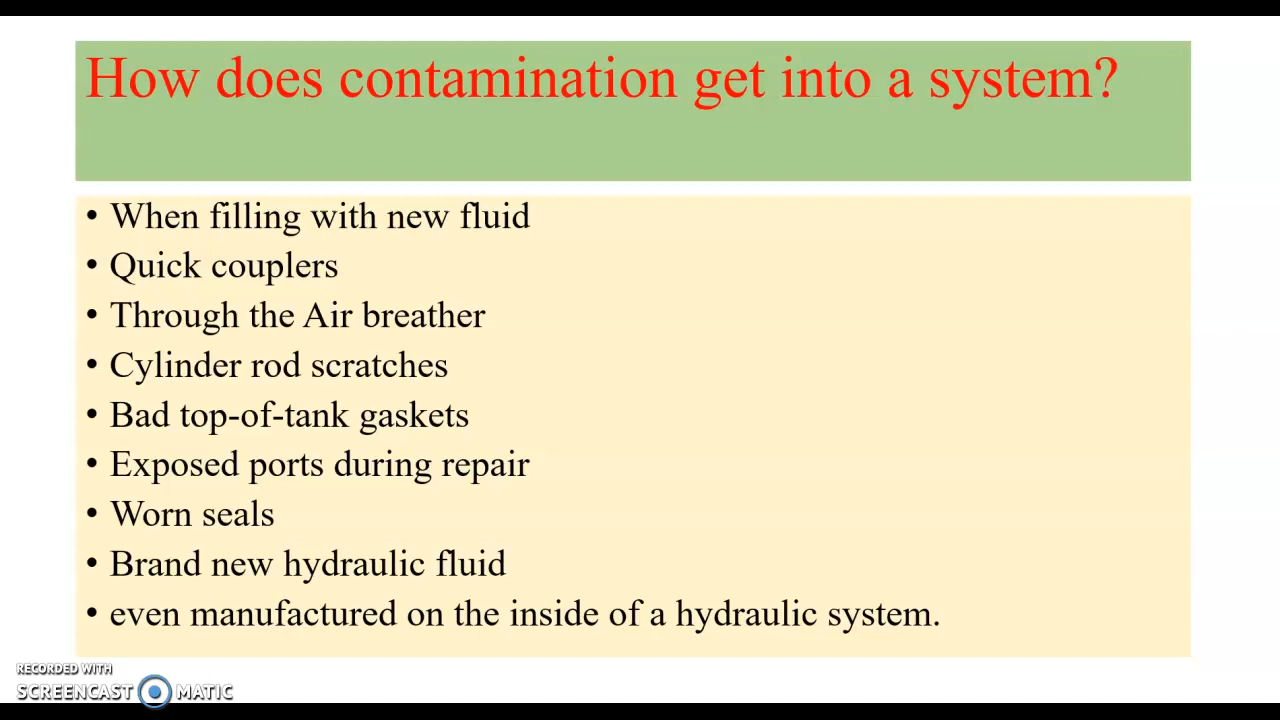 How does contamination get into a system?
• When filling with new fluid
• Quick couplers
• Through the Air breather
• Cylinder rod scratches
• Bad top-of-tank gaskets
• Exposed ports during repair
• Worn seals
• Brand new hydraulic fluid
• even manufactured on the inside of a hydraulic system.
RECORDED WITH
SCREENCAST MATIC